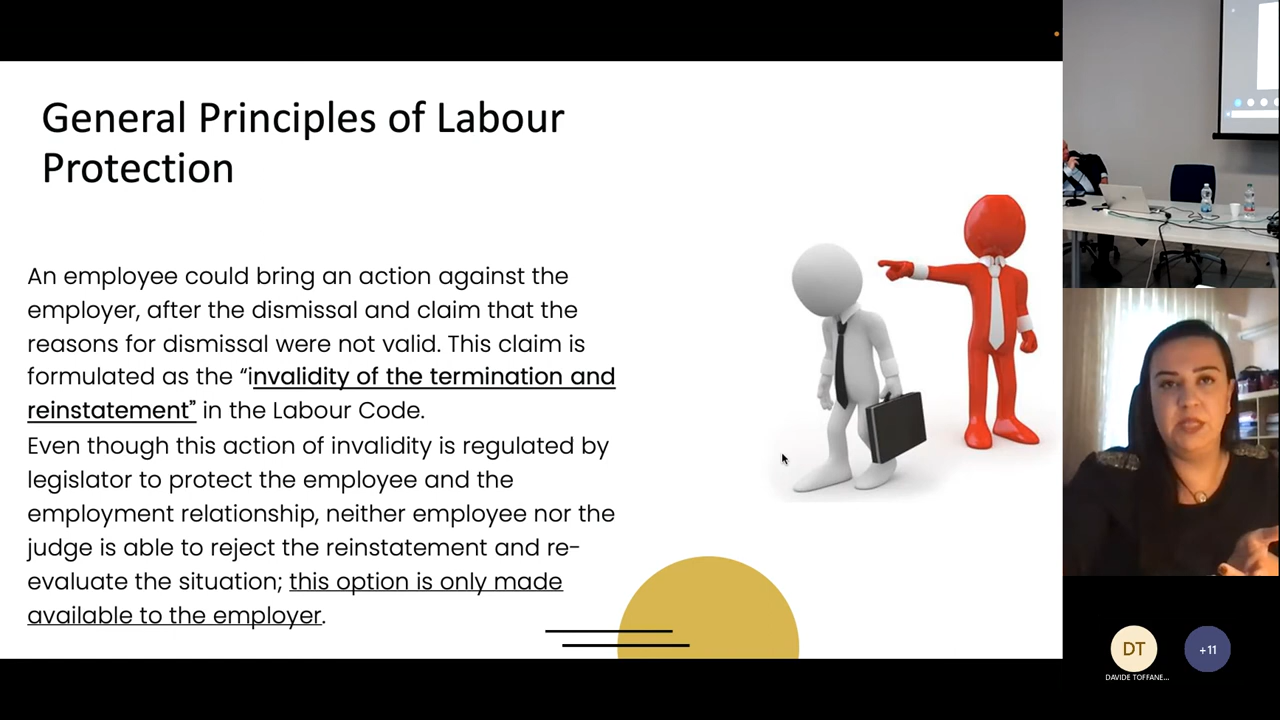 General Principles of Labour
Protection
An employee could bring an action against the
employer, after the dismissal and claim that the
reasons for dismissal were not valid. This claim is
formulated as the “invalidity of the termination and
reinstatement” in the Labour Code.
Even though this action of invalidity is regulated by
legislator to protect the employee and the
employment relationship, neither employee nor the
judge is able to reject the reinstatement and re-
evaluate the situation; this option is only made
available to the employer.
DT
+11
DAVIDE TOFFANE...